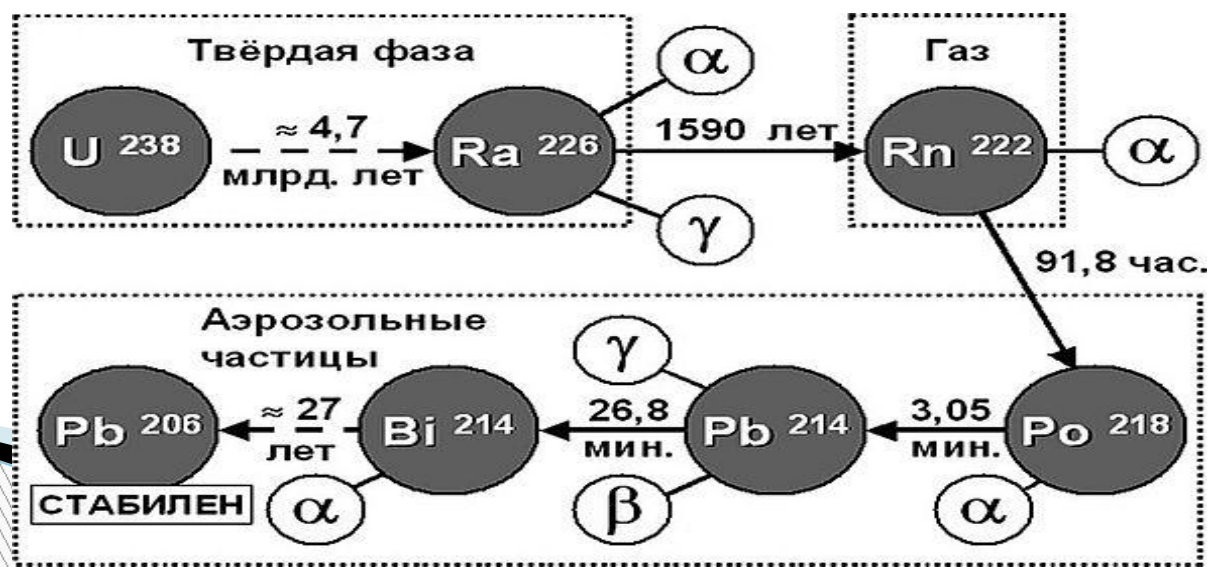 Твёрдая фаза
Газ
α
U 238
≈ 4,7
млрд. лет
Ra 226
1590 лет
Rn 222
α
γ
91,8 час.
Аэрозольные
частицы
γ
Pb 206
≈ 27
лет
Bi 214
26,8
мин.
Pb 214
3,05
мин.
Po 218
СТАБИЛЕН
α
β
α